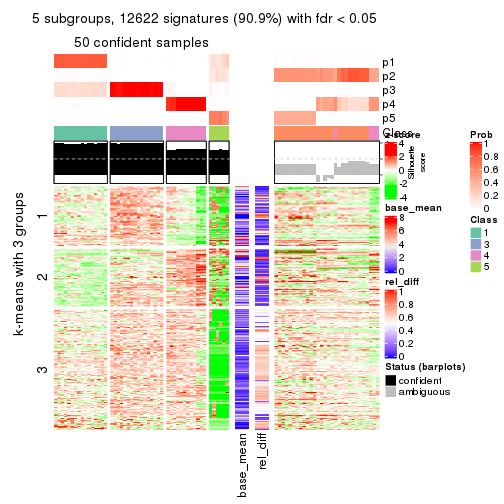 5 subgroups, 12622 signatures (90.9%) with fdr < 0.05
50 confident samples
p1
p2
p3
p4
p5
Class
z-score
4
2
0
-2
-4
Silhouette
score
base_mean
8
6
4
2
0
rel_diff
1
0.8
0.6
0.4
0.2
0
Status (barplots)
confident
ambiguous
Prob
1
0.8
0.6
0.4
0.2
0
Class
1
3
4
5
k-means with 3 groups
1
2
3
base_mean
rel_diff